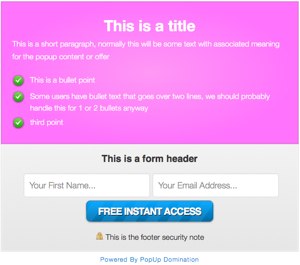 This is a title
This is a short paragraph, normally this will be some text with associated meaning
for the popup content or offer
This is a bullet point
Some users have bullet text that goes over two lines, we should probably
handle this for 1 or 2 bullets anyway
third point
This is a form header
Your First Name...
Your Email Address...
FREE INSTANT ACCESS
This is the footer security note
Powered By PopUp Domination